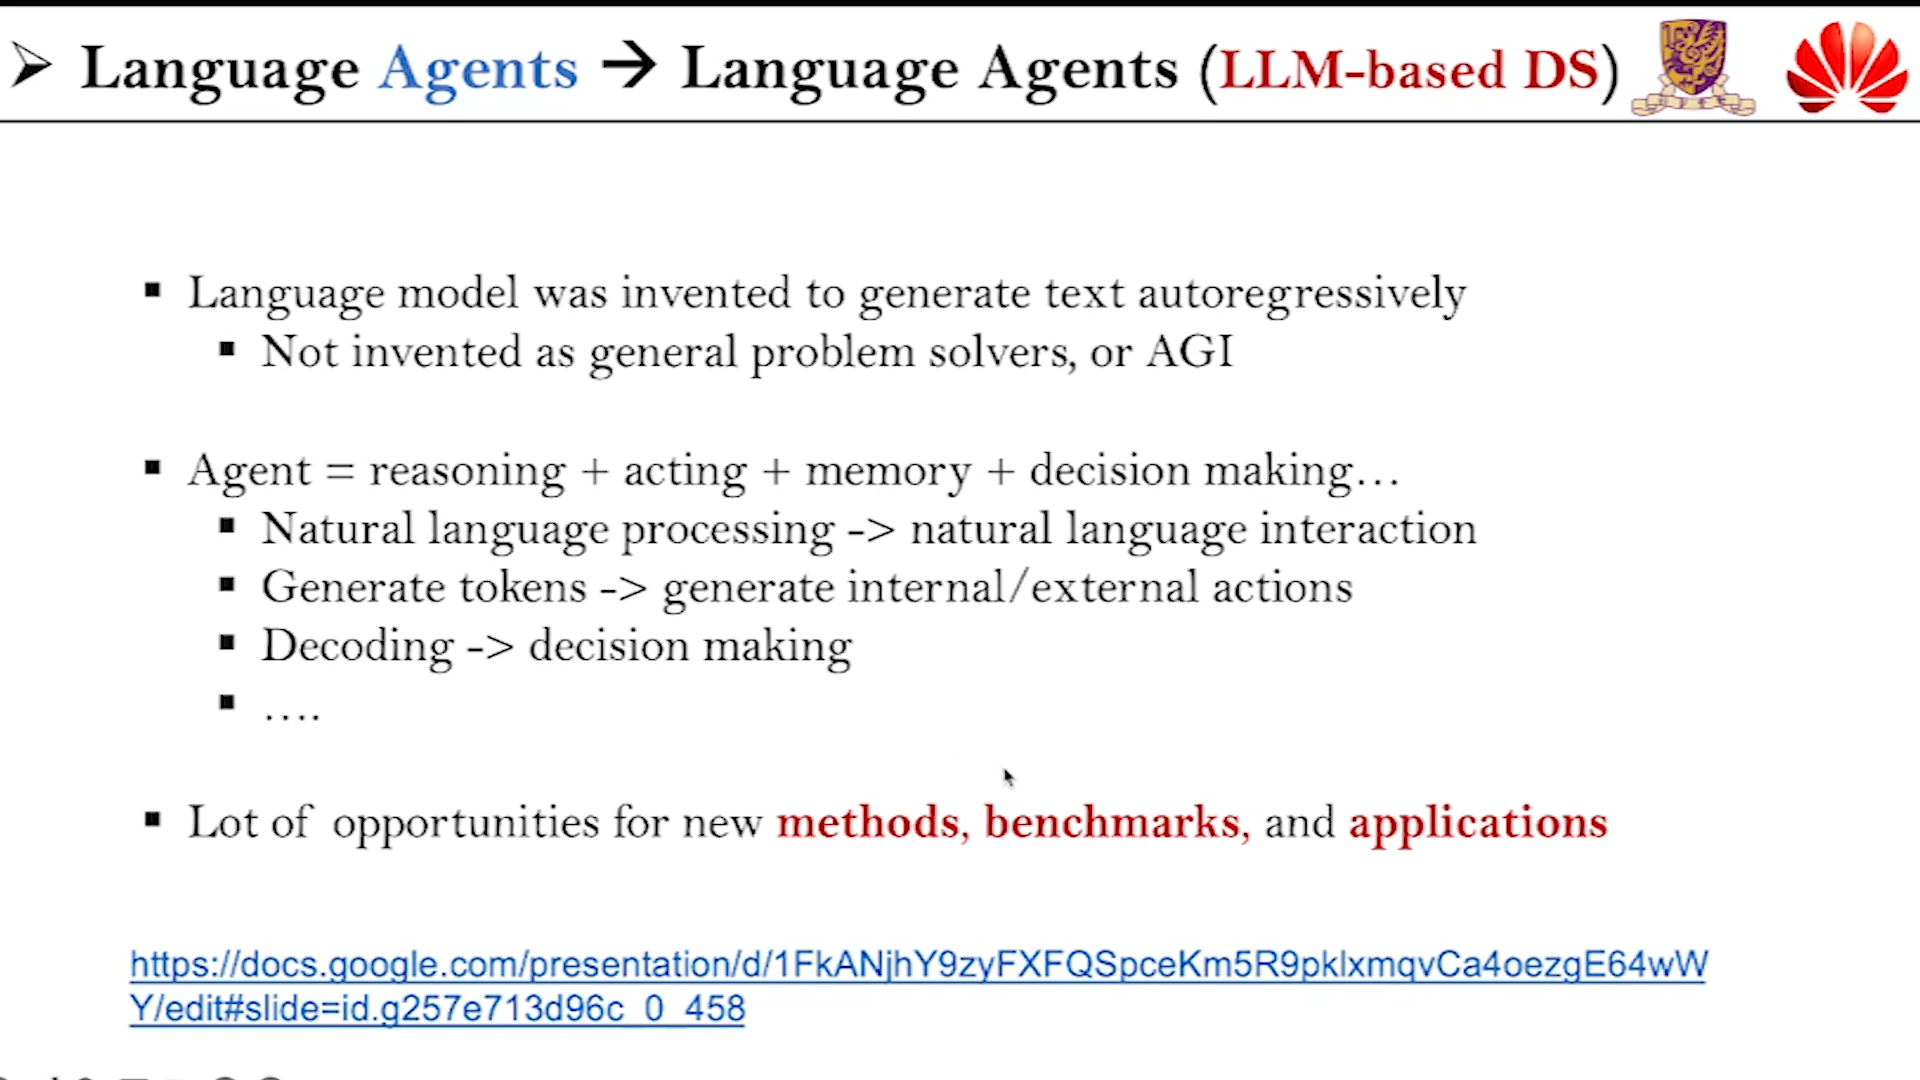 ➢ Language Agents → Language Agents (LLM-based DS)
▪ Language model was invented to generate text autoregressively
▪ Not invented as general problem solvers, or AGI
▪ Agent = reasoning + acting + memory + decision making…
▪ Natural language processing -> natural language interaction
▪ Generate tokens -> generate internal/external actions
▪ Decoding -> decision making
▪ ….
▪ Lot of opportunities for new methods, benchmarks, and applications
https://docs.google.com/presentation/d/1FkANjhY9zyFXFQSpceKm5R9pklxmqvCa4oezgE64wW
Y/edit#slide=id.g257e713d96c_0_458